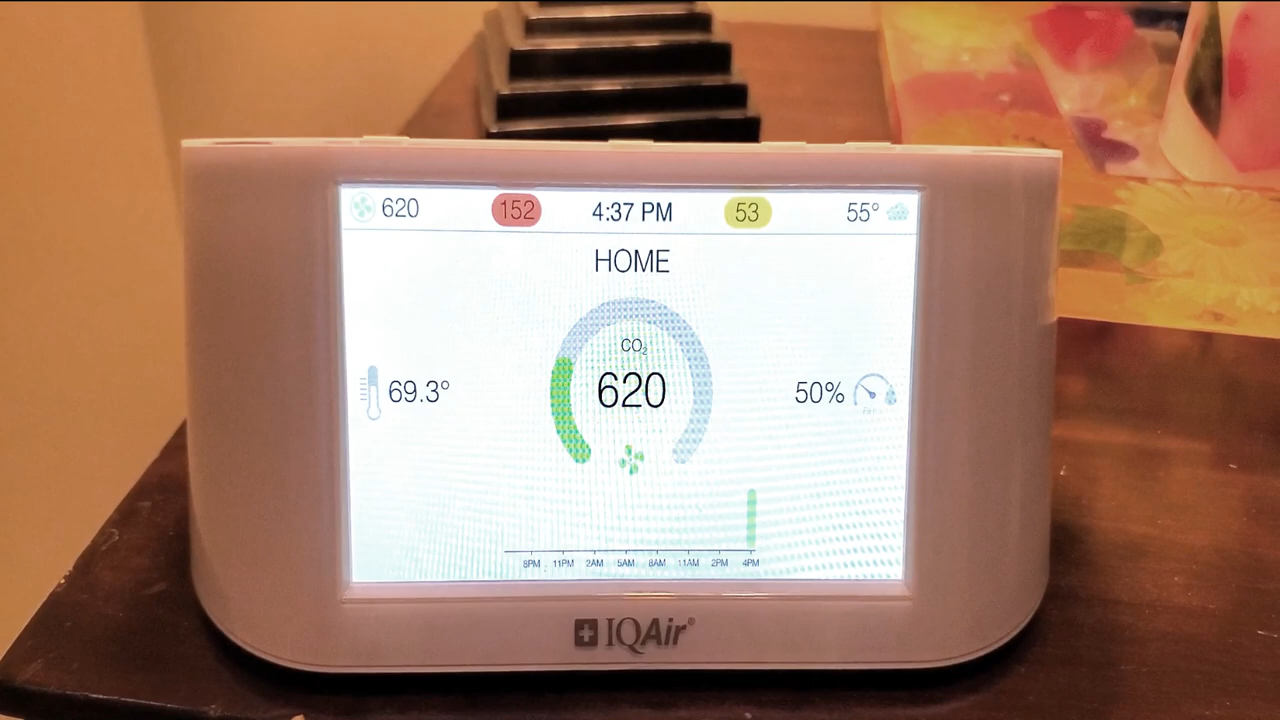 620 152 4:37 PM 53 55°
HOME
CO₂
620
69.3°
50%
8PM 11PM 2AM 5AM 8AM 11AM 2PM 4PM
IQAir®